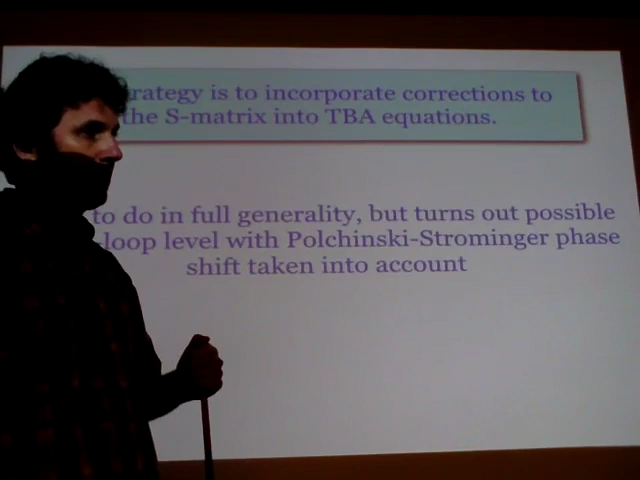 rategy is to incorporate corrections to
the S-matrix into TBA equations.
to do in full generality, but turns out possible
-loop level with Polchinski-Strominger phase
shift taken into account